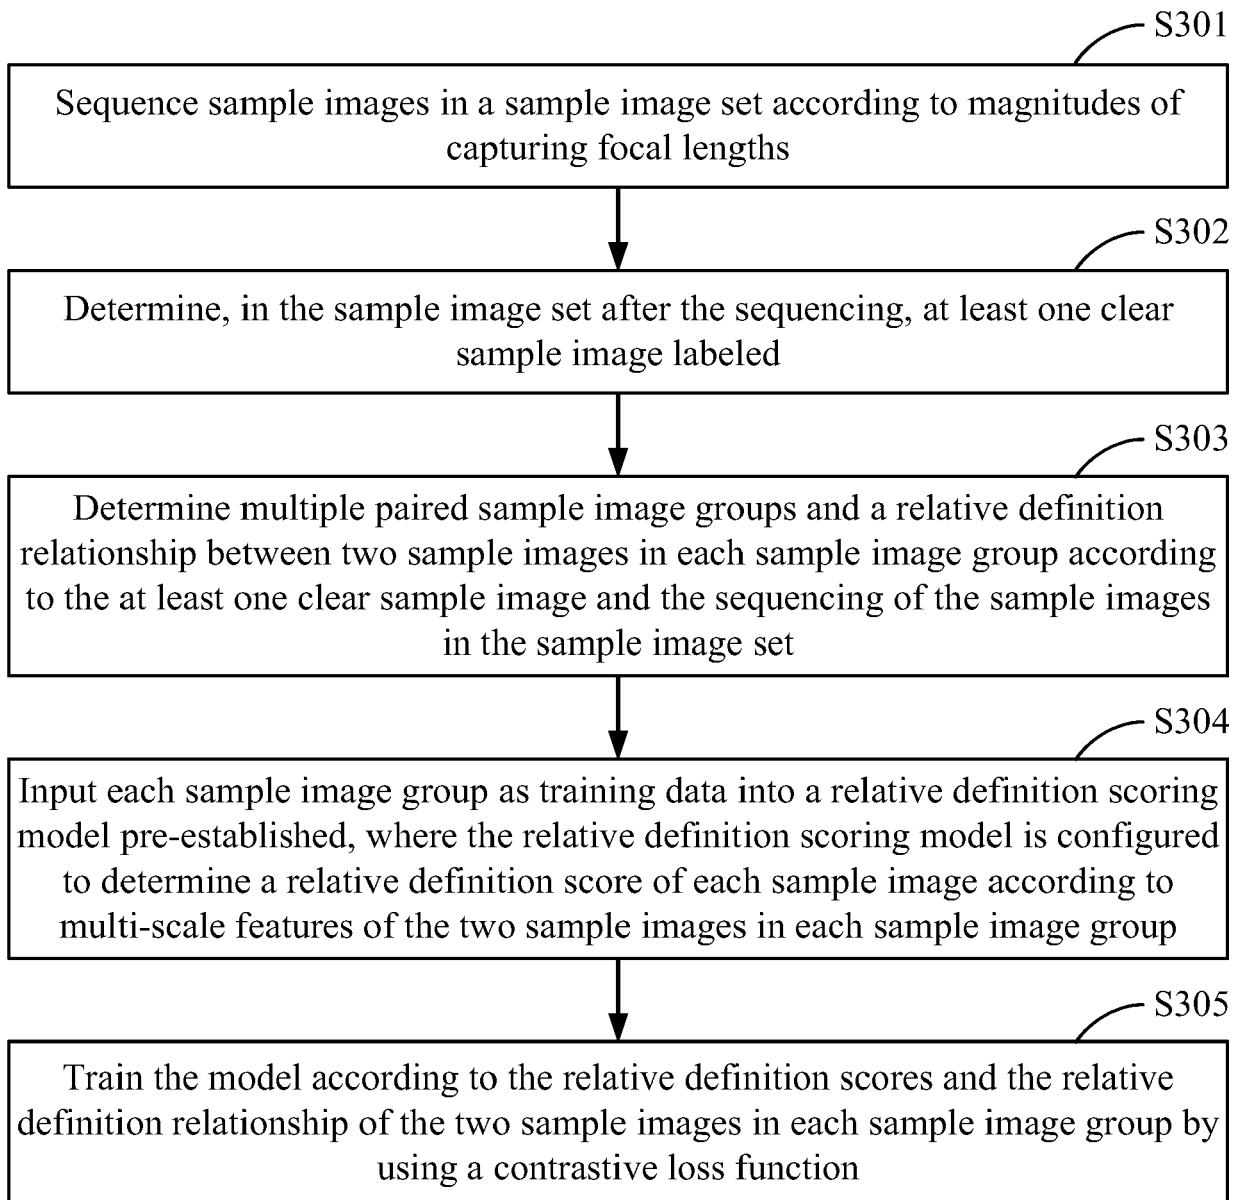 S301
Sequence sample images in a sample image set according to magnitudes of
capturing focal lengths
S302
Determine, in the sample image set after the sequencing, at least one clear
sample image labeled
S303
Determine multiple paired sample image groups and a relative definition
relationship between two sample images in each sample image group according
to the at least one clear sample image and the sequencing of the sample images
in the sample image set
S304
Input each sample image group as training data into a relative definition scoring
model pre-established, where the relative definition scoring model is configured
to determine a relative definition score of each sample image according to
multi-scale features of the two sample images in each sample image group
S305
Train the model according to the relative definition scores and the relative
definition relationship of the two sample images in each sample image group by
using a contrastive loss function